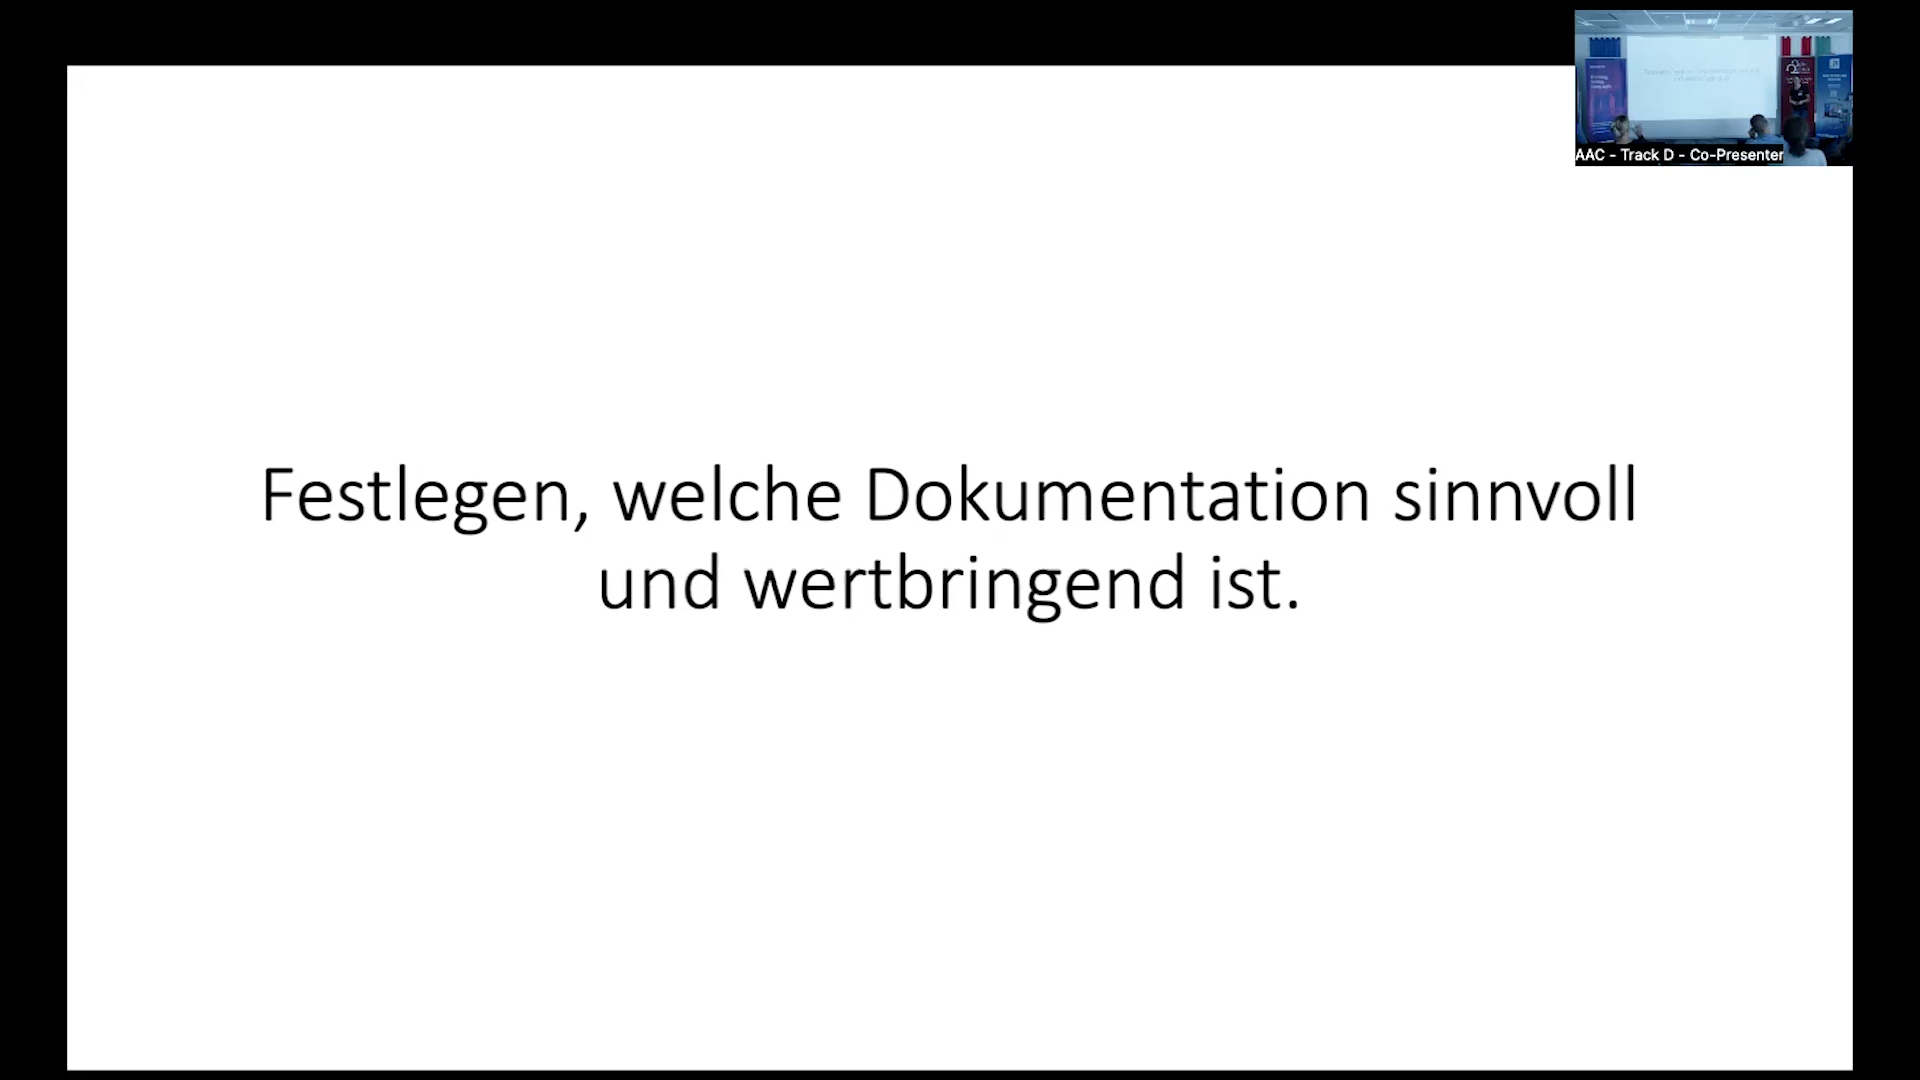 AAC - Track D - Co-Presenter
Festlegen, welche Dokumentation sinnvoll
und wertbringend ist.